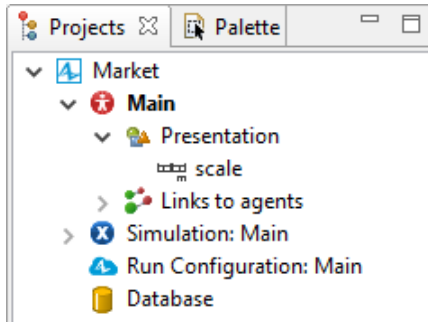 Projects Palette
Market
Main
Presentation
scale
Links to agents
Simulation: Main
Run Configuration: Main
Database